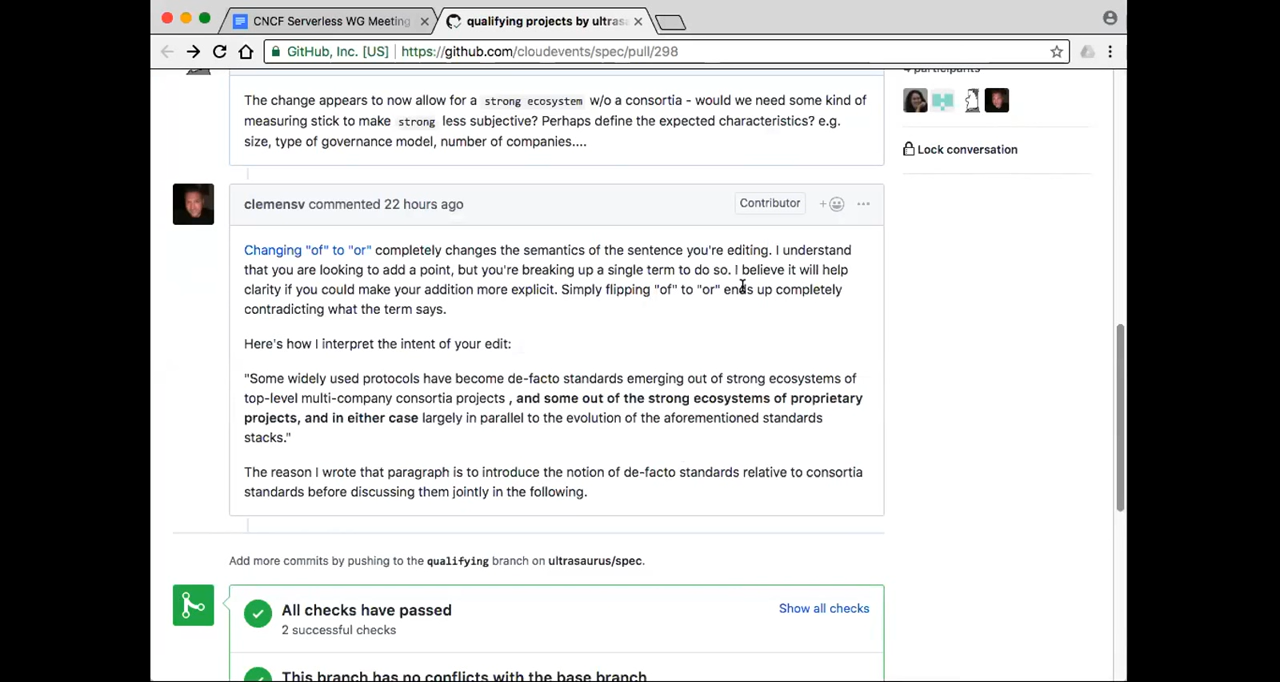 CNCF Serverless WG Meeting
qualifying projects by ultras
GitHub, Inc. [US] | https://github.com/cloudevents/spec/pull/298
4 participants
The change appears to now allow for a strong ecosystem w/o a consortia - would we need some kind of
measuring stick to make strong less subjective? Perhaps define the expected characteristics? e.g.
size, type of governance model, number of companies....
Lock conversation
clemensv commented 22 hours ago
Contributor
Changing "of" to "or" completely changes the semantics of the sentence you're editing. I understand
that you are looking to add a point, but you're breaking up a single term to do so. I believe it will help
clarity if you could make your addition more explicit. Simply flipping "of" to "or" ends up completely
contradicting what the term says.
Here's how I interpret the intent of your edit:
"Some widely used protocols have become de-facto standards emerging out of strong ecosystems of
top-level multi-company consortia projects , and some out of the strong ecosystems of proprietary
projects, and in either case largely in parallel to the evolution of the aforementioned standards
stacks."
The reason I wrote that paragraph is to introduce the notion of de-facto standards relative to consortia
standards before discussing them jointly in the following.
Add more commits by pushing to the qualifying branch on ultrasaurus/spec.
All checks have passed
Show all checks
2 successful checks
This branch has no conflicts with the base branch